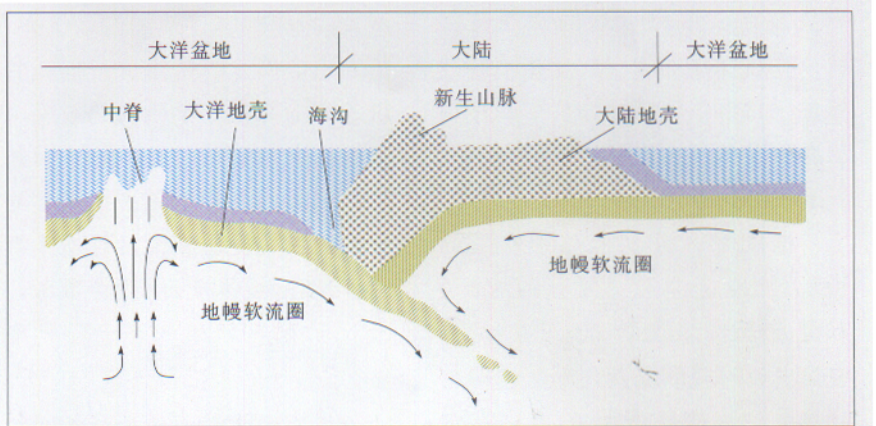 大洋盆地 大陆 大洋盆地
新生山脉
中脊 大洋地壳 海沟 大陆地壳
地幔软流圈
地幔软流圈